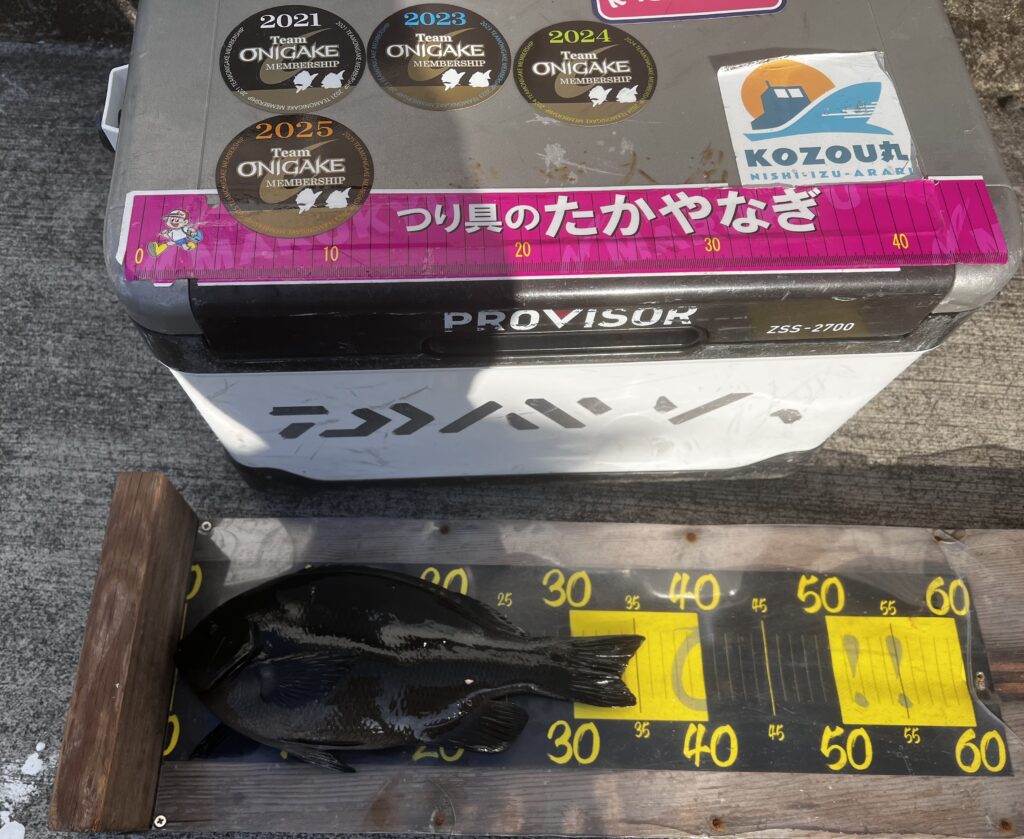 2021
Team
ONIGAKE
MEMBERSHIP
2023
Team
ONIGAKE
MEMBERSHIP
2024
Team
ONIGAKE
MEMBERSHIP
2025
Team
ONIGAKE
MEMBERSHIP
KOZOU丸
NISHI-IZU-ARARI
つり具のたかやなぎ
0 10 20 30 40
PROVISOR
ZSS-2700
DAIWA
20 25 30 35 40 45 50 55 60
!!
20 30 35 40 45 50 55 60